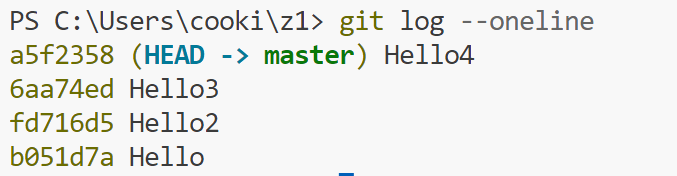 PS C:\Users\cooki\z1> git log --oneline
a5f2358 (HEAD -> master) Hello4
6aa74ed Hello3
fd716d5 Hello2
b051d7a Hello